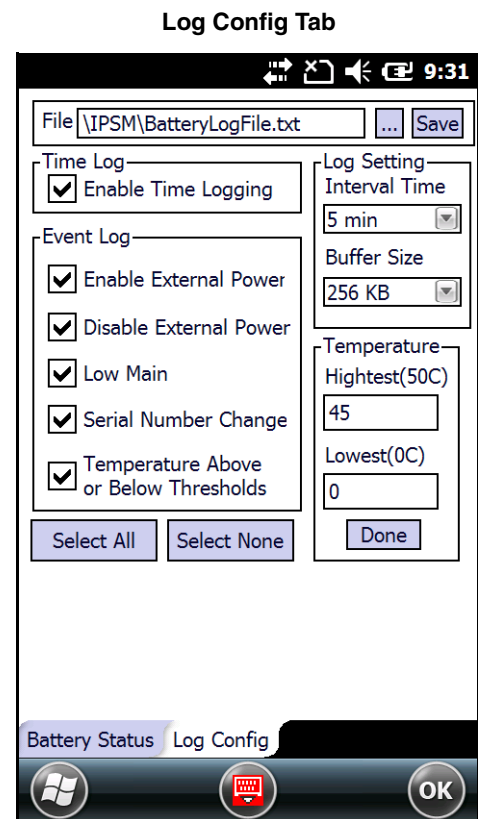 Log Config Tab
9:31
File \IPSM\BatteryLogFile.txt ... Save
Time Log
Enable Time Logging
Event Log
Enable External Power
Disable External Power
Low Main
Serial Number Change
Temperature Above
or Below Thresholds
Select All Select None
Log Setting
Interval Time
5 min
Buffer Size
256 KB
Temperature
Hightest(50C)
45
Lowest(0C)
0
Done
Battery Status Log Config
OK